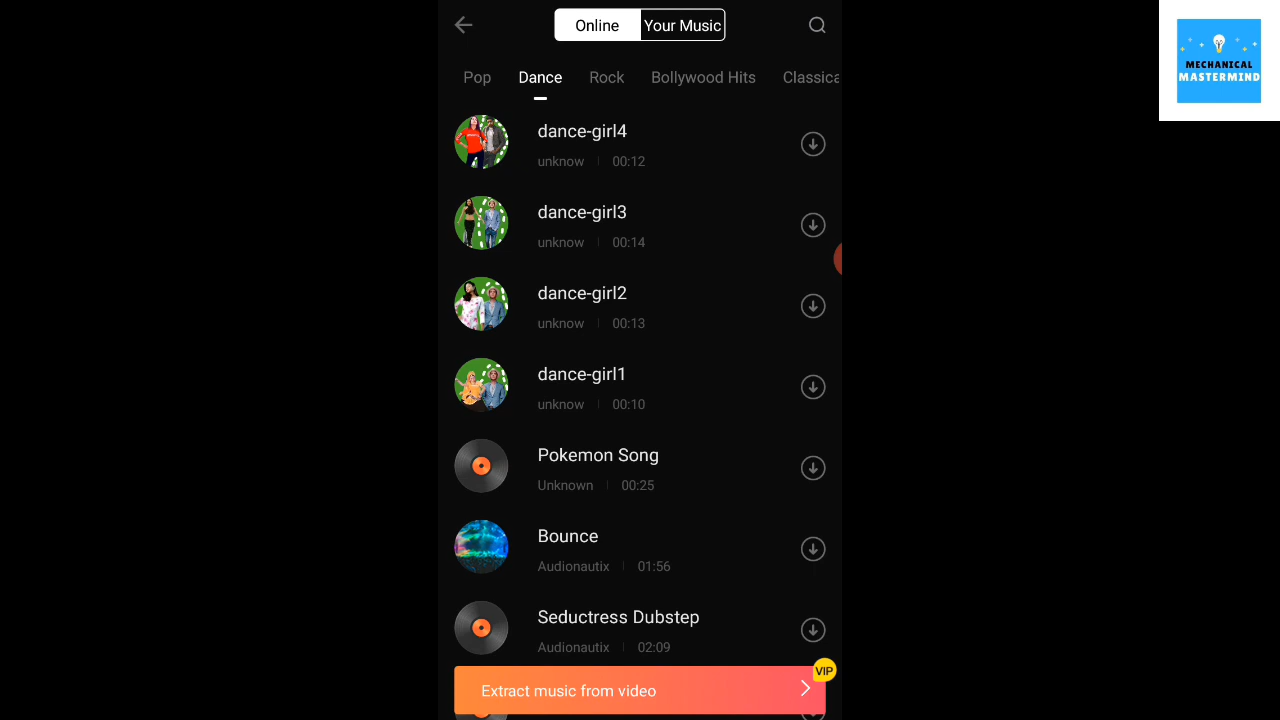 Online
Your Music
MECHANICAL
MASTERMIND
Pop
Dance
Rock
Bollywood Hits
Classica
dance-girl4
unknow
00:12
dance-girl3
unknow
00:14
dance-girl2
unknow
00:13
dance-girl1
unknow
00:10
Pokemon Song
Unknown
00:25
Bounce
Audionautix
01:56
Seductress Dubstep
Audionautix
02:09
VIP
Extract music from video